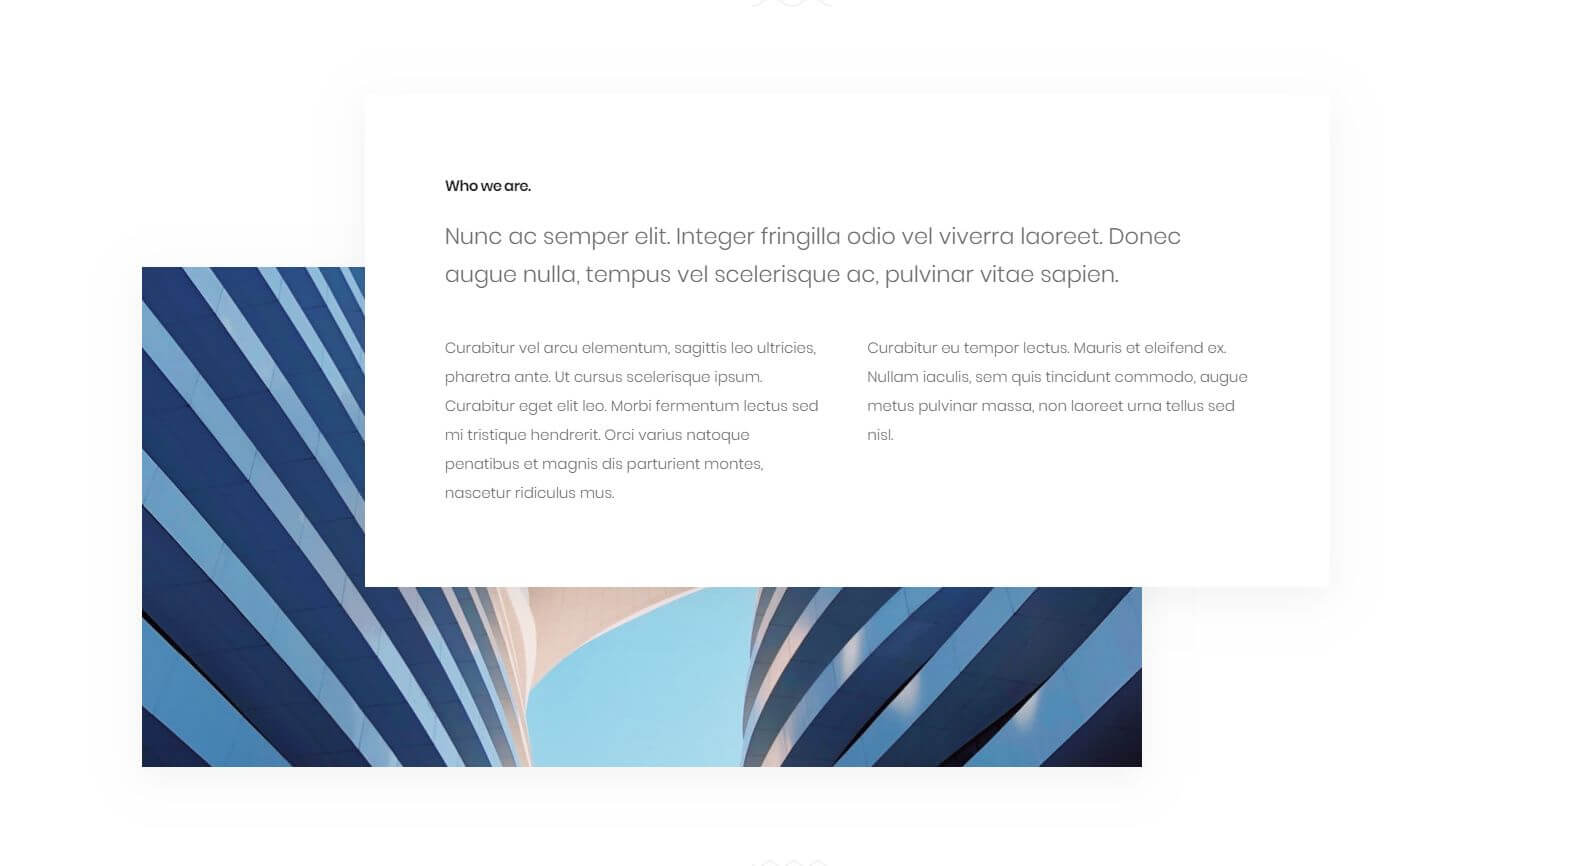 Who we are.
Nunc ac semper elit. Integer fringilla odio vel viverra laoreet. Donec
augue nulla, tempus vel scelerisque ac, pulvinar vitae sapien.
Curabitur vel arcu elementum, sagittis leo ultricies,
pharetra ante. Ut cursus scelerisque ipsum.
Curabitur eget elit leo. Morbi fermentum lectus sed
mi tristique hendrerit. Orci varius natoque
penatibus et magnis dis parturient montes,
nascetur ridiculus mus.
Curabitur eu tempor lectus. Mauris et eleifend ex.
Nullam iaculis, sem quis tincidunt commodo, augue
metus pulvinar massa, non laoreet urna tellus sed
nisl.